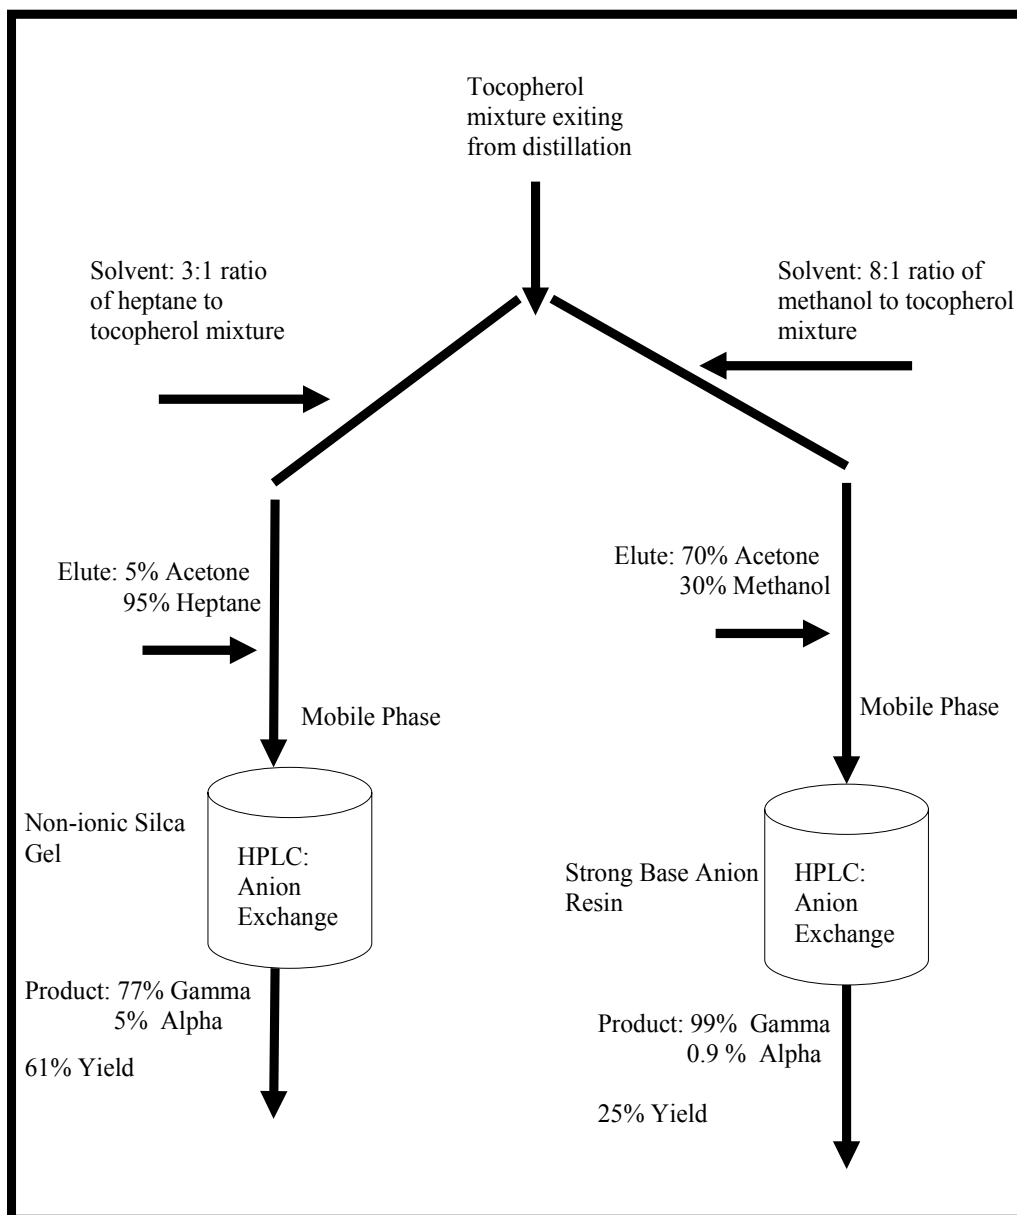 Tocopherol
mixture exiting
from distillation
Solvent: 3:1 ratio
of heptane to
tocopherol mixture
Solvent: 8:1 ratio of
methanol to tocopherol
mixture
Elute: 5% Acetone
95% Heptane
Elute: 70% Acetone
30% Methanol
Mobile Phase
Mobile Phase
Non-ionic Silca
Gel
HPLC:
Anion
Exchange
Strong Base Anion
Resin
HPLC:
Anion
Exchange
Product: 77% Gamma
5% Alpha
61% Yield
Product: 99% Gamma
0.9 % Alpha
25% Yield